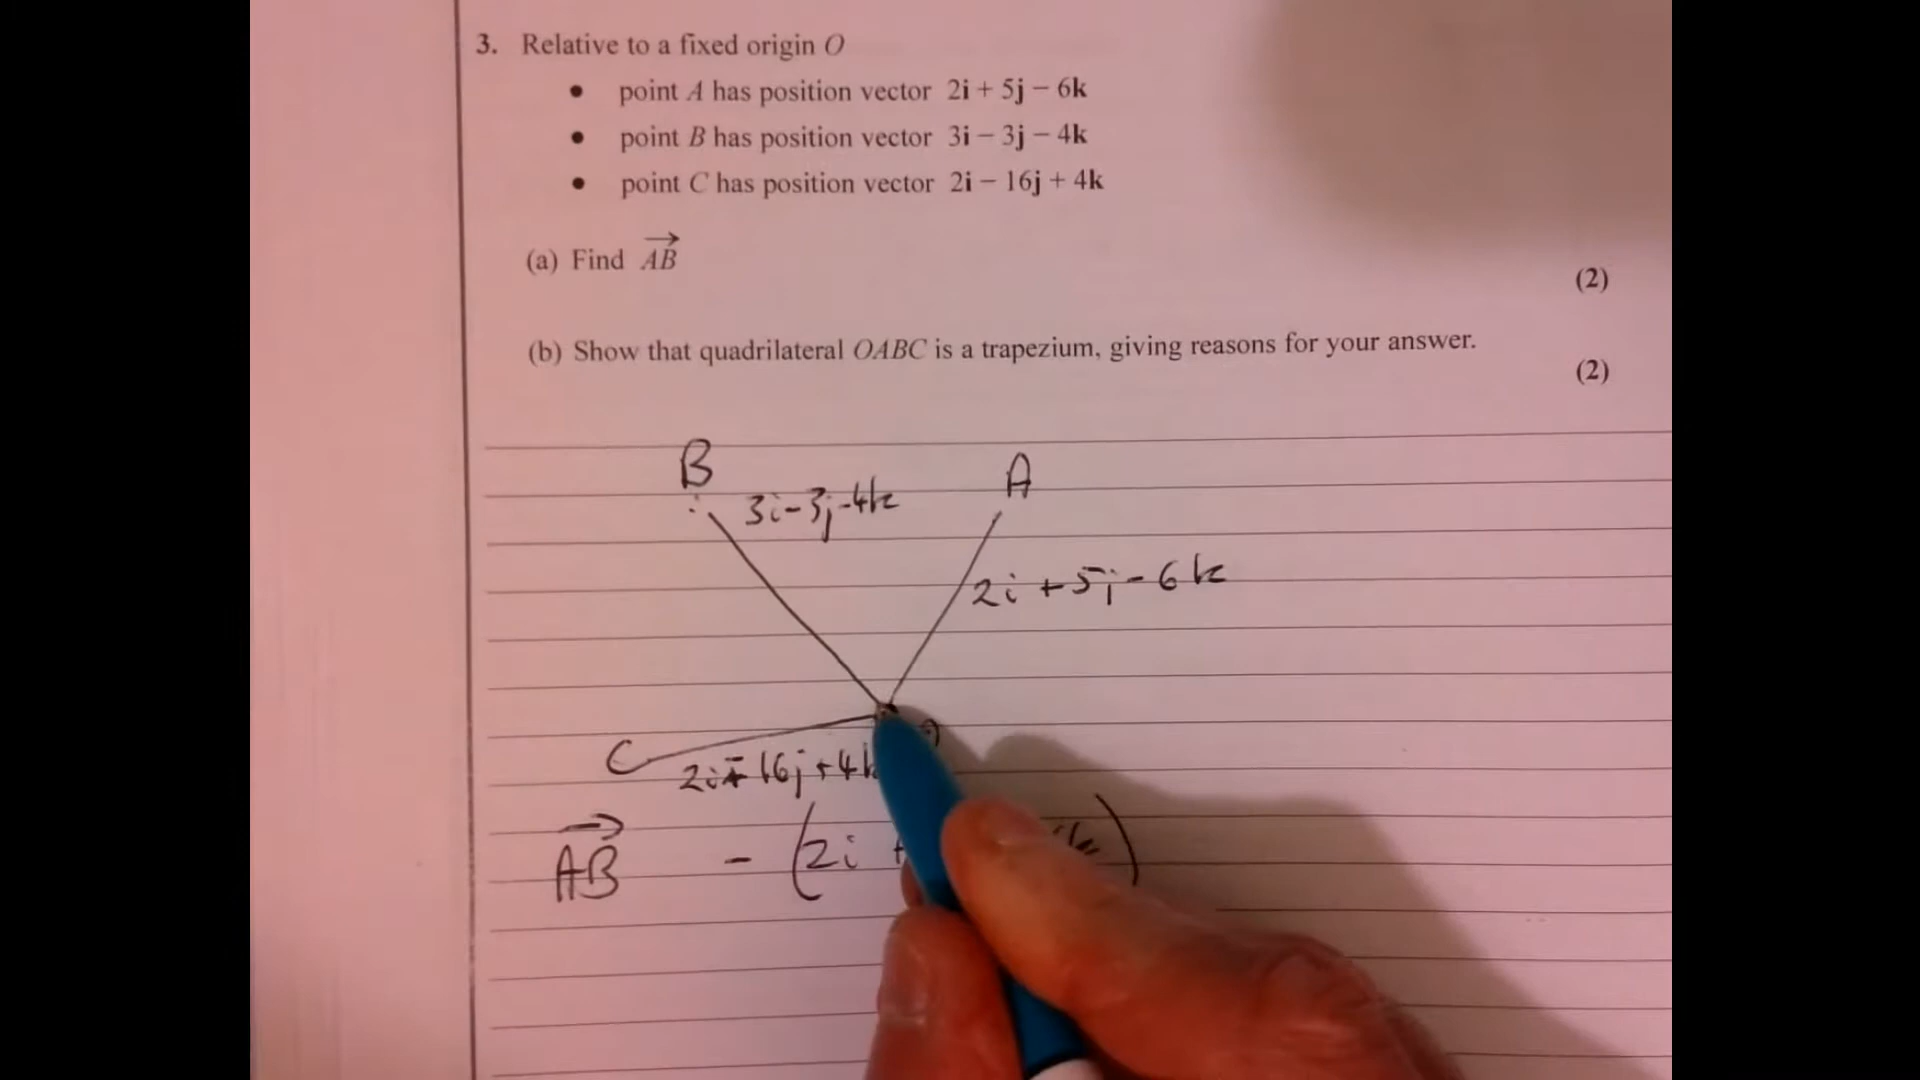 3. Relative to a fixed origin O
• point A has position vector 2i + 5j − 6k
• point B has position vector 3i − 3j − 4k
• point C has position vector 2i − 16j + 4k
(a) Find \overrightarrow{AB}
(2)
(b) Show that quadrilateral OABC is a trapezium, giving reasons for your answer.
(2)
B
A
3i-3j-4k
2i+5j-6k
C
2i-16j+4k
\overrightarrow{AB} - (2i )